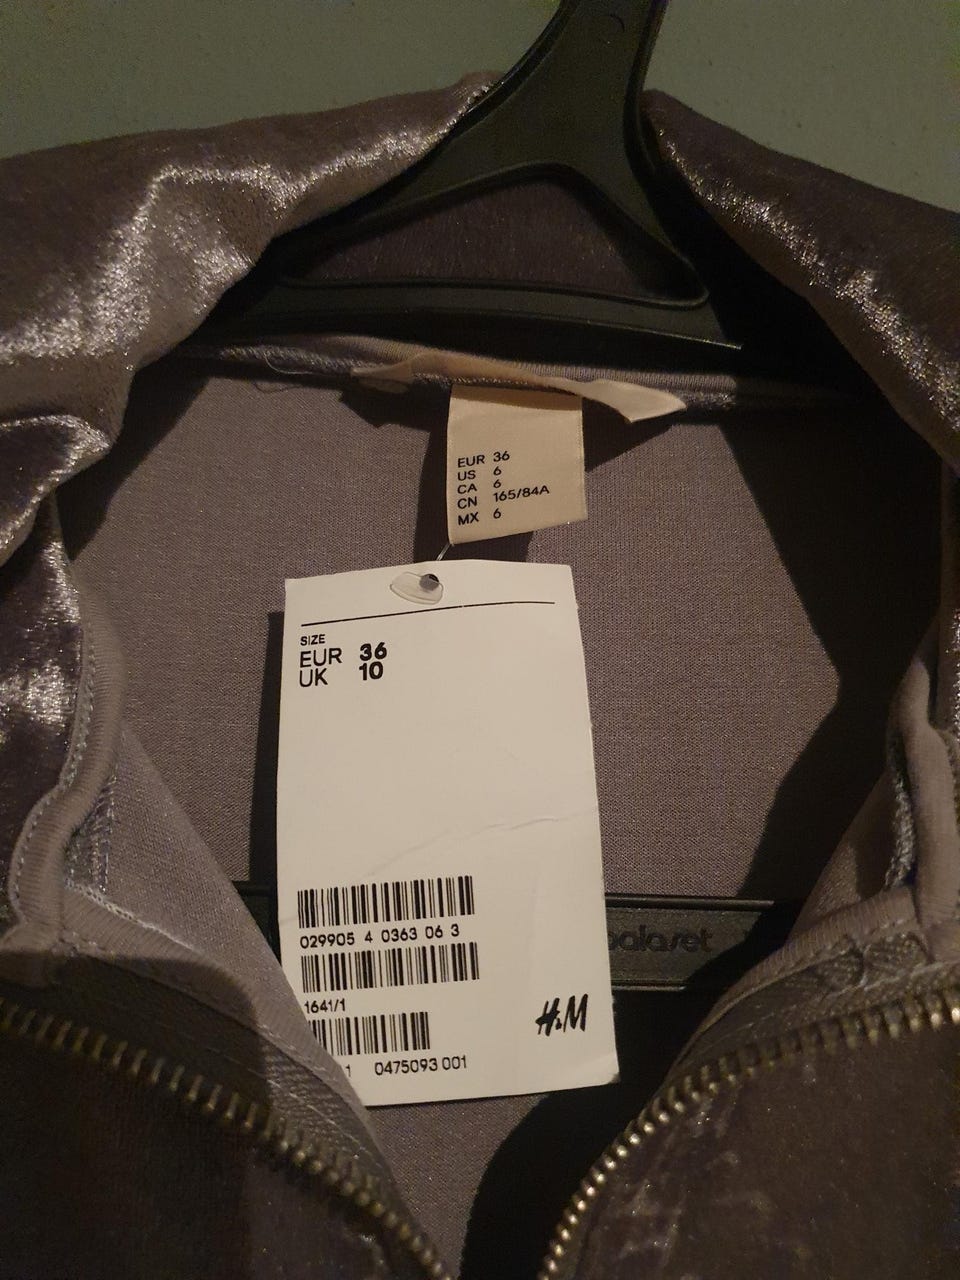 EUR 36
US 6
CA 6
CN 165/84A
MX 6
SIZE
EUR 36
UK 10
029905 4 0363 06 3
1641/1
1 0475093 001
H&M